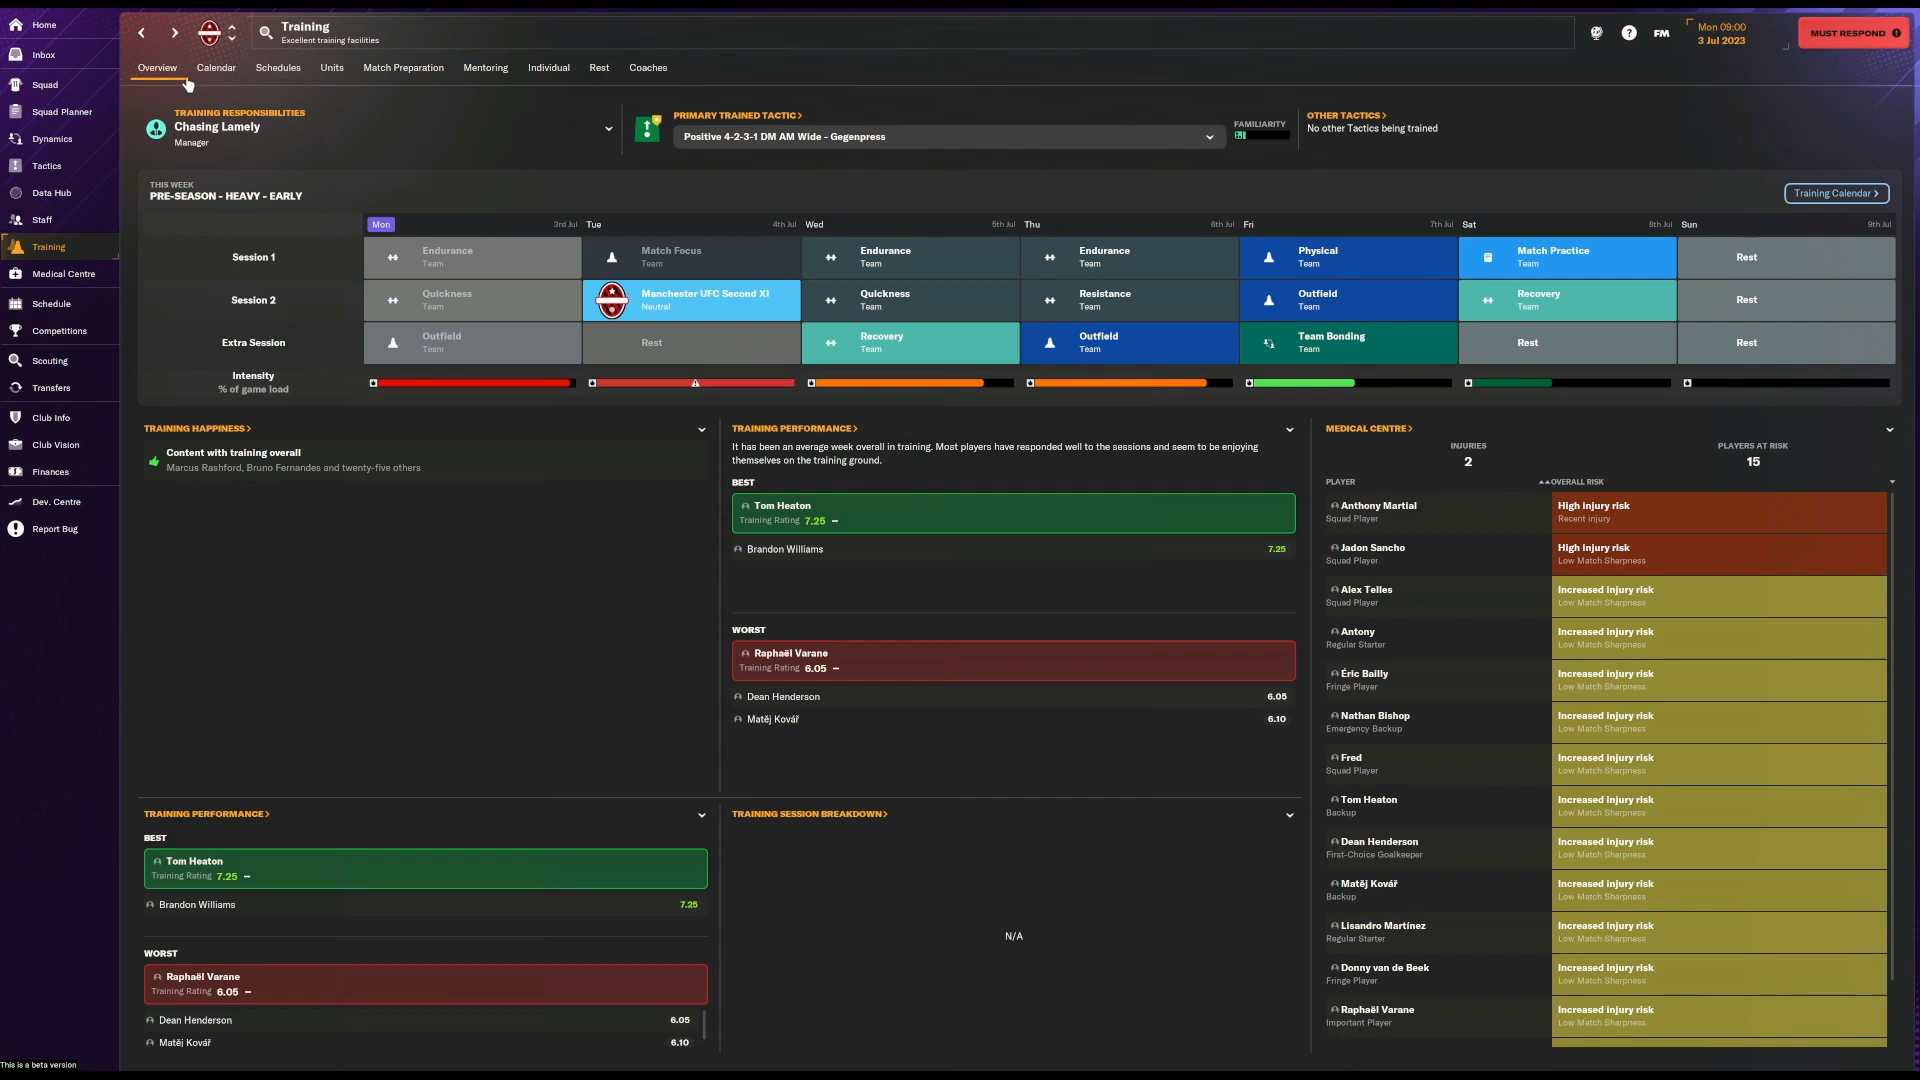 Home
Inbox
Squad
Squad Planner
Dynamics
Tactics
Data Hub
Staff
Training
Medical Centre
Schedule
Competitions
Scouting
Transfers
Club Info
Club Vision
Finances
Dev. Centre
Report Bug
This is a beta version
Training
Excellent training facilities
FM
Mon 09:00
3 Jul 2023
MUST RESPOND
Overview Calendar Schedules Units Match Preparation Mentoring Individual Rest Coaches
TRAINING RESPONSIBILITIES
Chasing Lamely
Manager
PRIMARY TRAINED TACTIC >
Positive 4-2-3-1 DM AM Wide - Gegenpress
FAMILIARITY
OTHER TACTICS >
No other Tactics being trained
THIS WEEK
PRE-SEASON - HEAVY - EARLY
Training Calendar >
Mon 3rd Jul Tue 4th Jul Wed 5th Jul Thu 6th Jul Fri 7th Jul Sat 8th Jul Sun 9th Jul
Session 1
Endurance
Team
Match Focus
Team
Endurance
Team
Endurance
Team
Physical
Team
Match Practice
Team
Rest
Session 2
Quickness
Team
Manchester UFC Second XI
Neutral
Quickness
Team
Resistance
Team
Outfield
Team
Recovery
Team
Rest
Extra Session
Outfield
Team
Rest
Recovery
Team
Outfield
Team
Team Bonding
Team
Rest
Rest
Intensity
% of game load
TRAINING HAPPINESS >
Content with training overall
Marcus Rashford, Bruno Fernandes and twenty-five others
TRAINING PERFORMANCE >
It has been an average week overall in training. Most players have responded well to the sessions and seem to be enjoying
themselves on the training ground.
BEST
Tom Heaton
Training Rating 7.25 –
Brandon Williams 7.25
WORST
Raphaël Varane
Training Rating 6.05 –
Dean Henderson 6.05
Matěj Kovář 6.10
MEDICAL CENTRE >
INJURIES
2
PLAYERS AT RISK
15
PLAYER OVERALL RISK
Anthony Martial
Squad Player
High injury risk
Recent injury
Jadon Sancho
Squad Player
High injury risk
Low Match Sharpness
Alex Telles
Squad Player
Increased injury risk
Low Match Sharpness
Antony
Regular Starter
Increased injury risk
Low Match Sharpness
Éric Bailly
Fringe Player
Increased injury risk
Low Match Sharpness
Nathan Bishop
Emergency Backup
Increased injury risk
Low Match Sharpness
Fred
Squad Player
Increased injury risk
Low Match Sharpness
Tom Heaton
Backup
Increased injury risk
Low Match Sharpness
Dean Henderson
First-Choice Goalkeeper
Increased injury risk
Low Match Sharpness
Matěj Kovář
Backup
Increased injury risk
Low Match Sharpness
Lisandro Martínez
Regular Starter
Increased injury risk
Low Match Sharpness
Donny van de Beek
Fringe Player
Increased injury risk
Low Match Sharpness
Raphaël Varane
Important Player
Increased injury risk
Low Match Sharpness
TRAINING PERFORMANCE >
BEST
Tom Heaton
Training Rating 7.25 –
Brandon Williams 7.25
WORST
Raphaël Varane
Training Rating 6.05 –
Dean Henderson 6.05
Matěj Kovář 6.10
TRAINING SESSION BREAKDOWN >
N/A